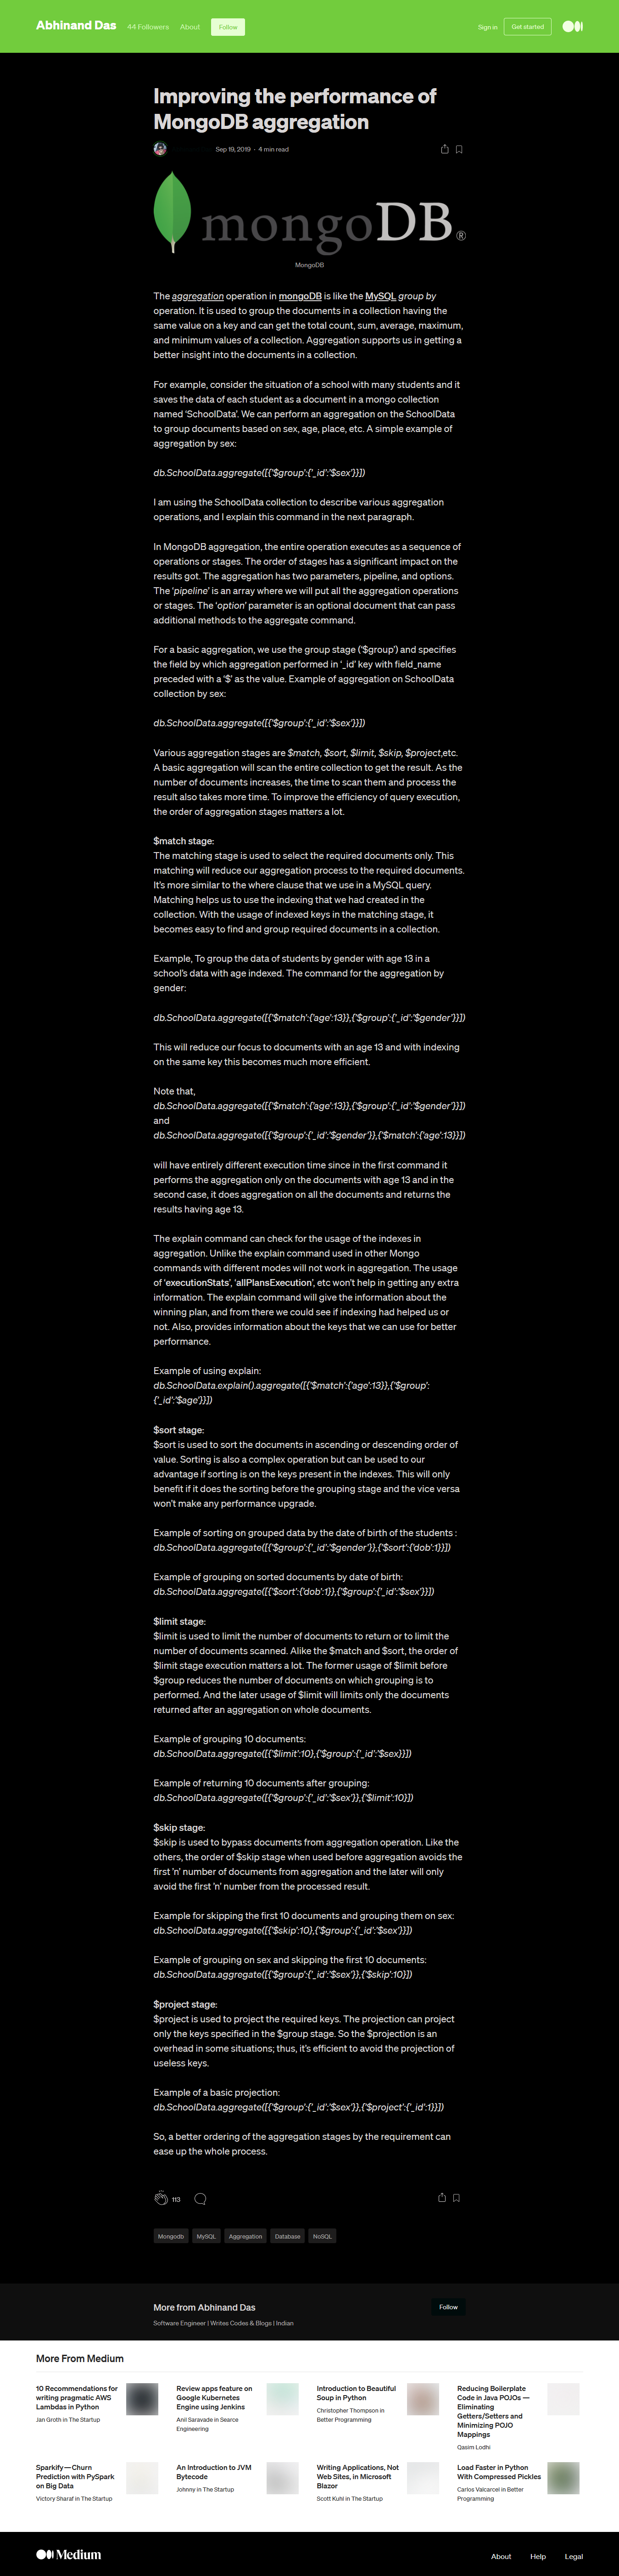 Abhinand Das
44 Followers
About
Follow
Sign in
Get started
Improving the performance of
MongoDB aggregation
Sep 19, 2019 · 4 min read
mongoDB®
MongoDB
The aggregation operation in mongoDB is like the MySQL group by
operation. It is used to group the documents in a collection having the
same value on a key and can get the total count, sum, average, maximum,
and minimum values of a collection. Aggregation supports us in getting a
better insight into the documents in a collection.
For example, consider the situation of a school with many students and it
saves the data of each student as a document in a mongo collection
named ‘SchoolData’. We can perform an aggregation on the SchoolData
to group documents based on sex, age, place, etc. A simple example of
aggregation by sex:
db.SchoolData.aggregate([{'$group':{'_id':'$sex'}}])
I am using the SchoolData collection to describe various aggregation
operations, and I explain this command in the next paragraph.
In MongoDB aggregation, the entire operation executes as a sequence of
operations or stages. The order of stages has a significant impact on the
results got. The aggregation has two parameters, pipeline, and options.
The ‘pipeline’ is an array where we will put all the aggregation operations
or stages. The ‘option’ parameter is an optional document that can pass
additional methods to the aggregate command.
For a basic aggregation, we use the group stage (‘$group’) and specifies
the field by which aggregation performed in ‘_id’ key with field_name
preceded with a ‘$’ as the value. Example of aggregation on SchoolData
collection by sex:
db.SchoolData.aggregate([{'$group':{'_id':'$sex'}}])
Various aggregation stages are $match, $sort, $limit, $skip, $project,etc.
A basic aggregation will scan the entire collection to get the result. As the
number of documents increases, the time to scan them and process the
result also takes more time. To improve the efficiency of query execution,
the order of aggregation stages matters a lot.
$match stage:
The matching stage is used to select the required documents only. This
matching will reduce our aggregation process to the required documents.
It’s more similar to the where clause that we use in a MySQL query.
Matching helps us to use the indexing that we had created in the
collection. With the usage of indexed keys in the matching stage, it
becomes easy to find and group required documents in a collection.
Example, To group the data of students by gender with age 13 in a
school’s data with age indexed. The command for the aggregation by
gender:
db.SchoolData.aggregate([{'$match':{'age':13}},{'$group':{'_id':'$gender'}}])
This will reduce our focus to documents with an age 13 and with indexing
on the same key this becomes much more efficient.
Note that,
db.SchoolData.aggregate([{'$match':{'age':13}},{'$group':{'_id':'$gender'}}])
and
db.SchoolData.aggregate([{'$group':{'_id':'$gender'}},{'$match':{'age':13}}])
will have entirely different execution time since in the first command it
performs the aggregation only on the documents with age 13 and in the
second case, it does aggregation on all the documents and returns the
results having age 13.
The explain command can check for the usage of the indexes in
aggregation. Unlike the explain command used in other Mongo
commands with different modes will not work in aggregation. The usage
of ‘executionStats’, ‘allPlansExecution’, etc won’t help in getting any extra
information. The explain command will give the information about the
winning plan, and from there we could see if indexing had helped us or
not. Also, provides information about the keys that we can use for better
performance.
Example of using explain:
db.SchoolData.explain().aggregate([{'$match':{'age':13}},{'$group':
{'_id':'$age'}}])
$sort stage:
$sort is used to sort the documents in ascending or descending order of
value. Sorting is also a complex operation but can be used to our
advantage if sorting is on the keys present in the indexes. This will only
benefit if it does the sorting before the grouping stage and the vice versa
won’t make any performance upgrade.
Example of sorting on grouped data by the date of birth of the students :
db.SchoolData.aggregate([{'$group':{'_id':'$gender'}},{'$sort':{'dob':1}}])
Example of grouping on sorted documents by date of birth:
db.SchoolData.aggregate([{'$sort':{'dob':1}},{'$group':{'_id':'$sex'}}])
$limit stage:
$limit is used to limit the number of documents to return or to limit the
number of documents scanned. Alike the $match and $sort, the order of
$limit stage execution matters a lot. The former usage of $limit before
$group reduces the number of documents on which grouping is to
performed. And the later usage of $limit will limits only the documents
returned after an aggregation on whole documents.
Example of grouping 10 documents:
db.SchoolData.aggregate([{'$limit':10},{'$group':{'_id':'$sex}}])
Example of returning 10 documents after grouping:
db.SchoolData.aggregate([{'$group':{'_id':'$sex'}},{'$limit':10}])
$skip stage:
$skip is used to bypass documents from aggregation operation. Like the
others, the order of $skip stage when used before aggregation avoids the
first ’n’ number of documents from aggregation and the later will only
avoid the first ’n’ number from the processed result.
Example for skipping the first 10 documents and grouping them on sex:
db.SchoolData.aggregate([{'$skip':10},{'$group':{'_id':'$sex'}}])
Example of grouping on sex and skipping the first 10 documents:
db.SchoolData.aggregate([{'$group':{'_id':'$sex'}},{'$skip':10}])
$project stage:
$project is used to project the required keys. The projection can project
only the keys specified in the $group stage. So the $projection is an
overhead in some situations; thus, it’s efficient to avoid the projection of
useless keys.
Example of a basic projection:
db.SchoolData.aggregate([{'$group':{'_id':'$sex'}},{'$project':{'_id':1}}])
So, a better ordering of the aggregation stages by the requirement can
ease up the whole process.
113
Mongodb
MySQL
Aggregation
Database
NoSQL
More from Abhinand Das
Follow
Software Engineer | Writes Codes & Blogs | Indian
More From Medium
10 Recommendations for
writing pragmatic AWS
Lambdas in Python
Jan Groth in The Startup
Review apps feature on
Google Kubernetes
Engine using Jenkins
Anil Saravade in Searce
Engineering
Introduction to Beautiful
Soup in Python
Christopher Thompson in
Better Programming
Reducing Boilerplate
Code in Java POJOs —
Eliminating
Getters/Setters and
Minimizing POJO
Mappings
Qasim Lodhi
Sparkify — Churn
Prediction with PySpark
on Big Data
Victory Sharaf in The Startup
An Introduction to JVM
Bytecode
Johnny in The Startup
Writing Applications, Not
Web Sites, in Microsoft
Blazor
Scott Kuhl in The Startup
Load Faster in Python
With Compressed Pickles
Carlos Valcarcel in Better
Programming
Medium
About
Help
Legal